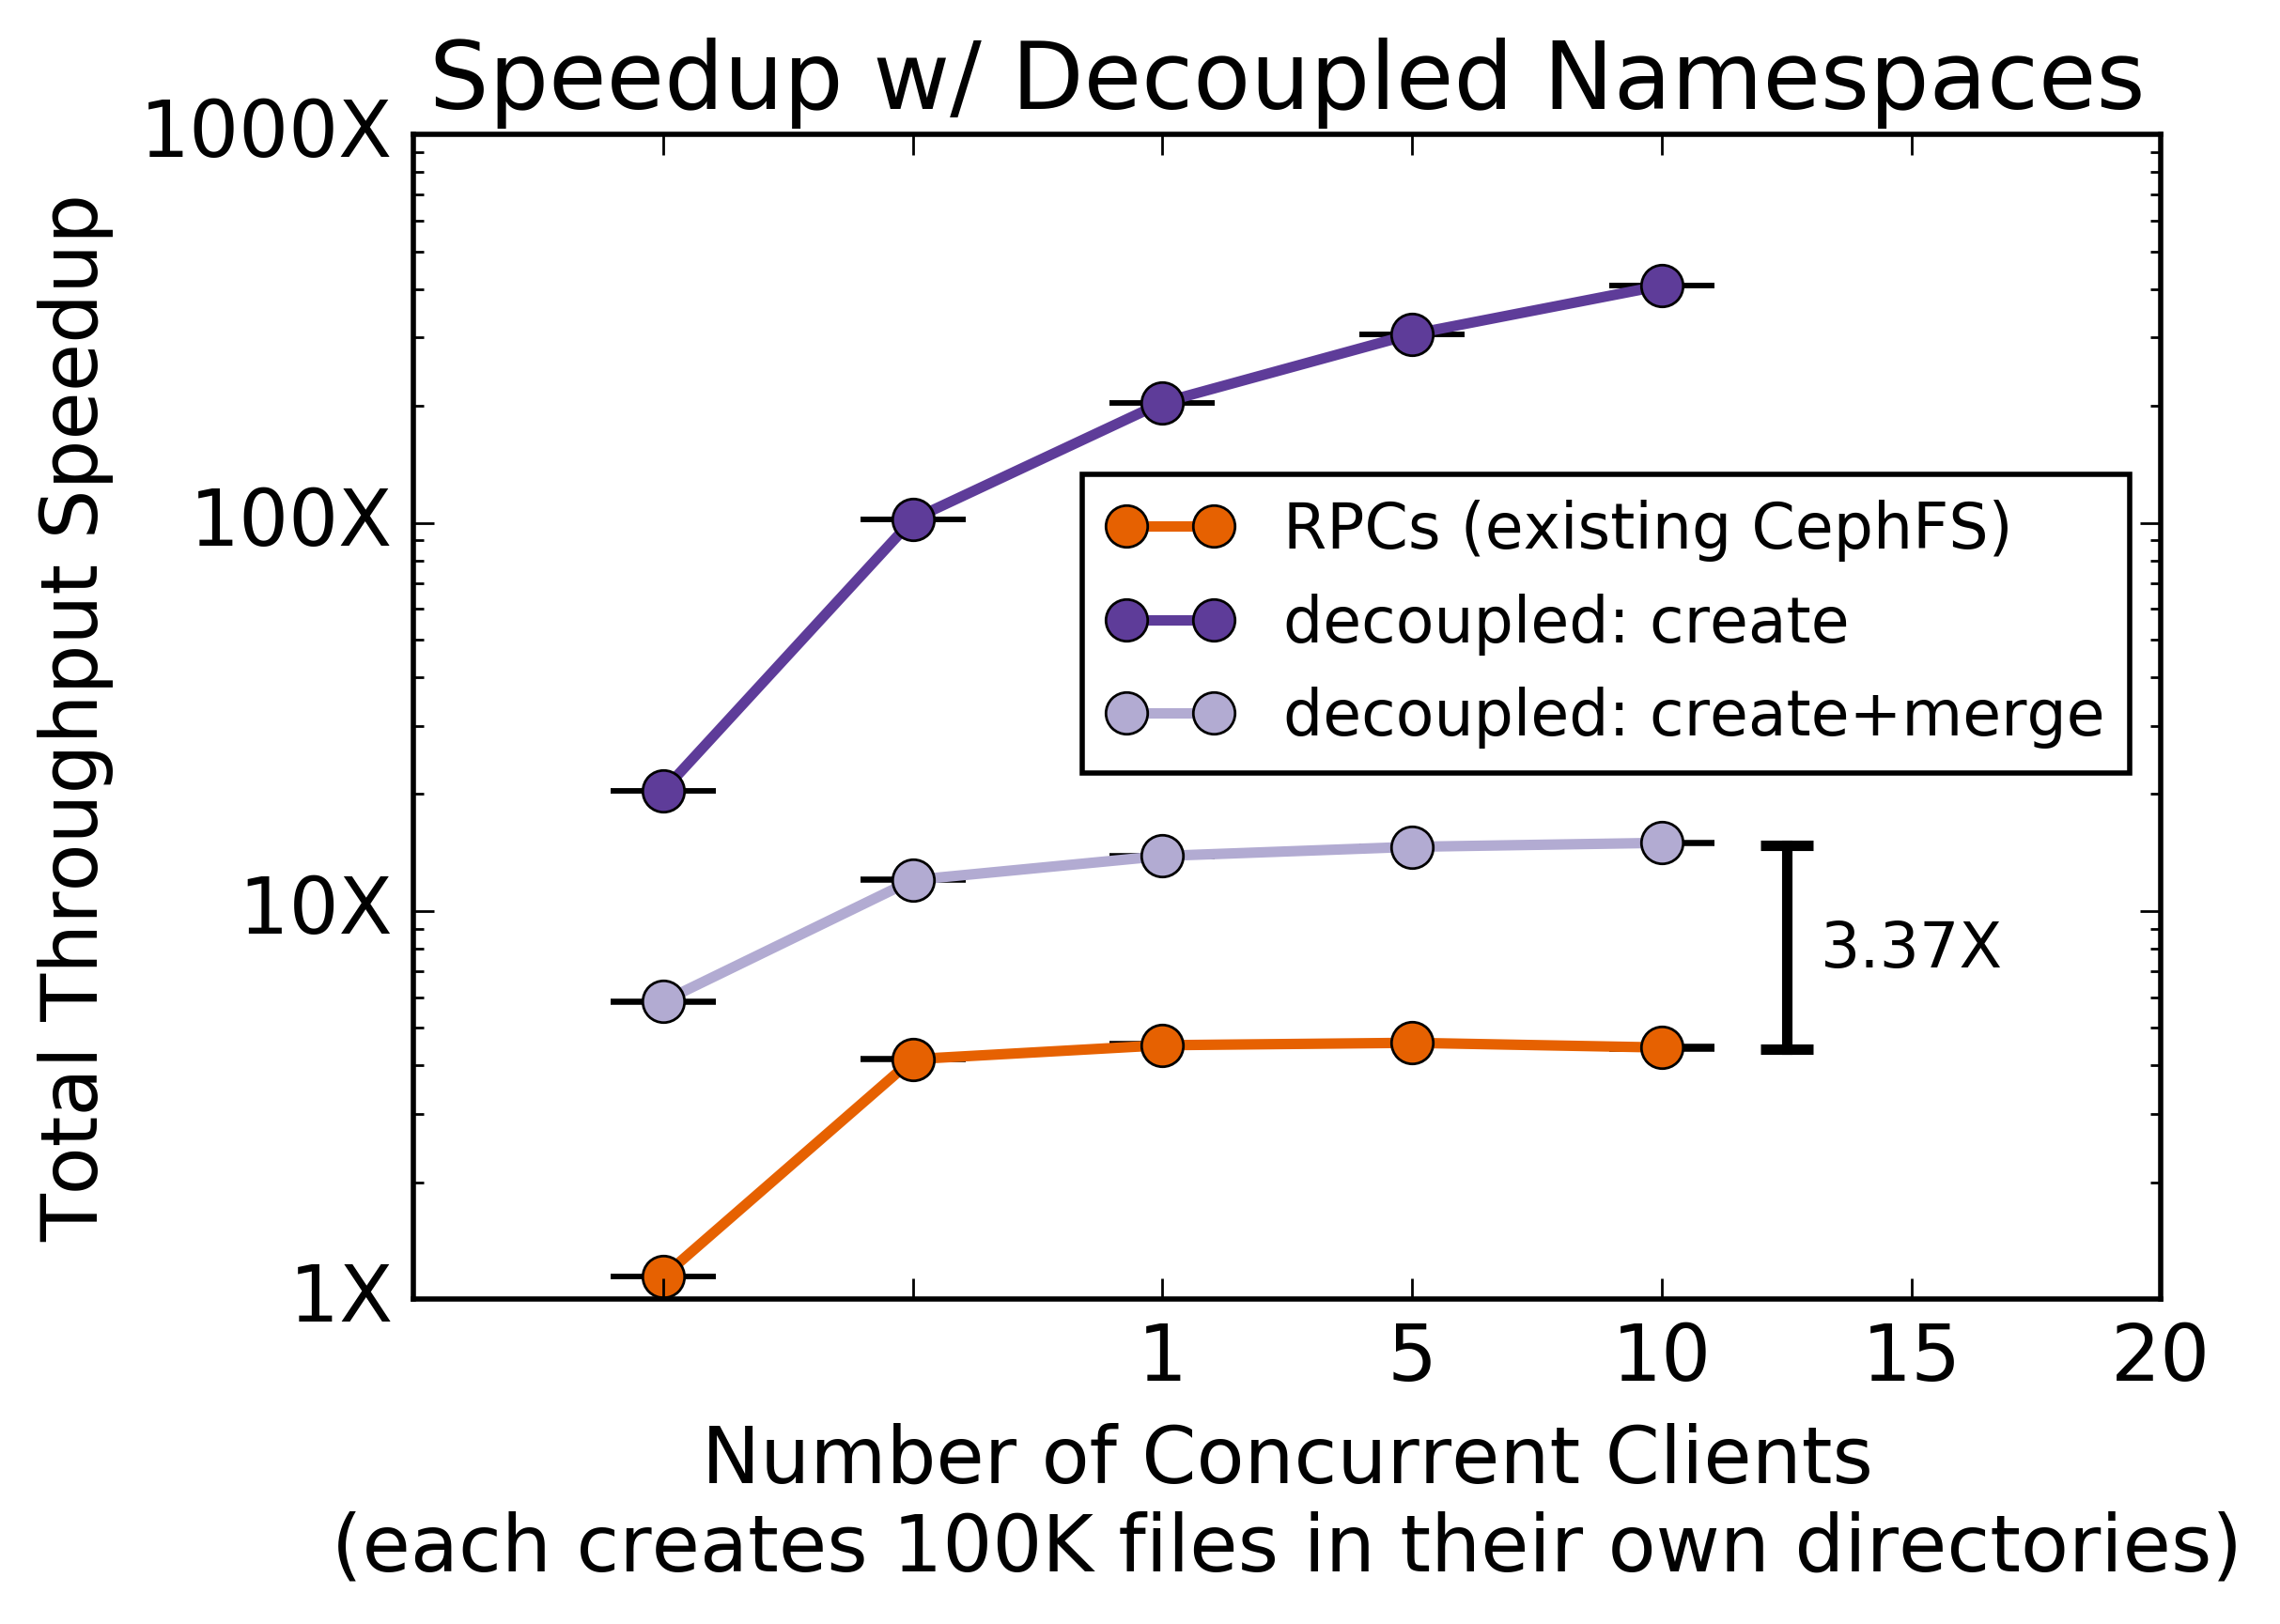 Speedup w/ Decoupled Namespaces
1000X
100X
10X
1X
Total Throughput Speedup
RPCs (existing CephFS)
decoupled: create
decoupled: create+merge
3.37X
1 5 10 15 20
Number of Concurrent Clients
(each creates 100K files in their own directories)